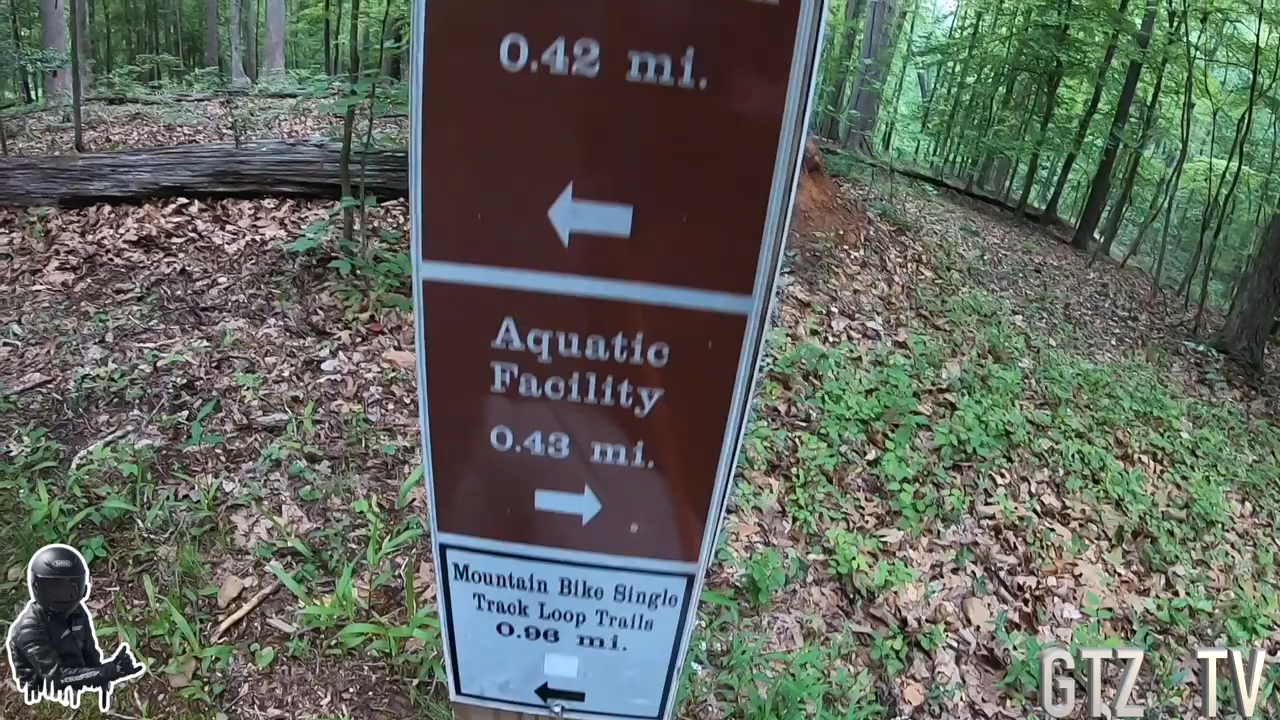 0.42 mi.
Aquatic
Facility
0.43 mi.
Mountain Bike Single
Track Loop Trails
0.96 mi.
GTZ TV